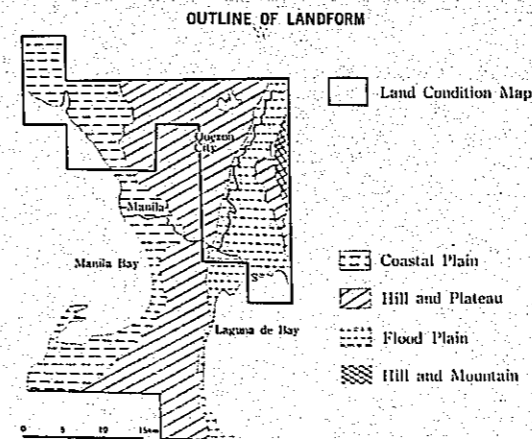 OUTLINE OF LANDFORM
Land Condition Map
Quezon
City
Manila
Manila Bay
Laguna de Bay
Coastal Plain
Hill and Plateau
Flood Plain
Hill and Mountain
0 5 10 15km